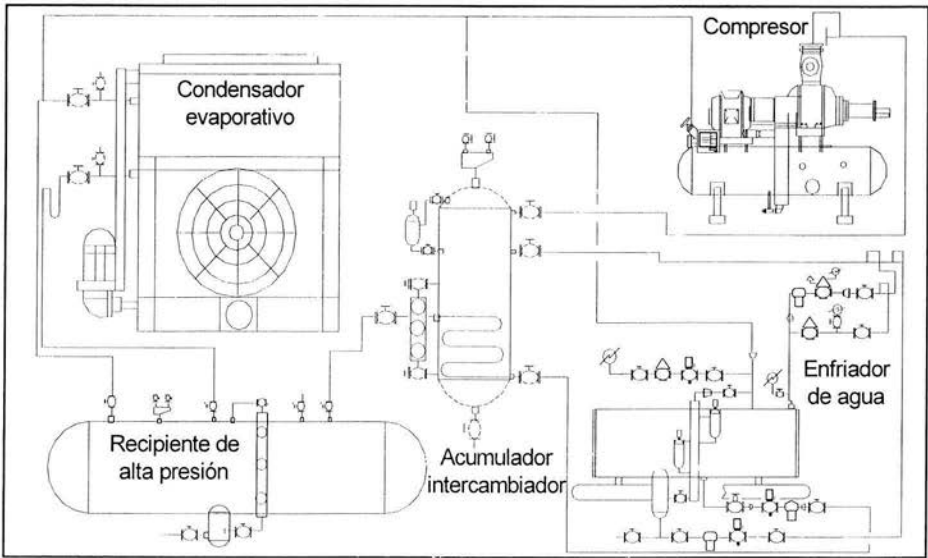 Compresor
Condensador
evaporativo
Enfriador
de agua
Recipiente de
alta presión
Acumulador
intercambiador